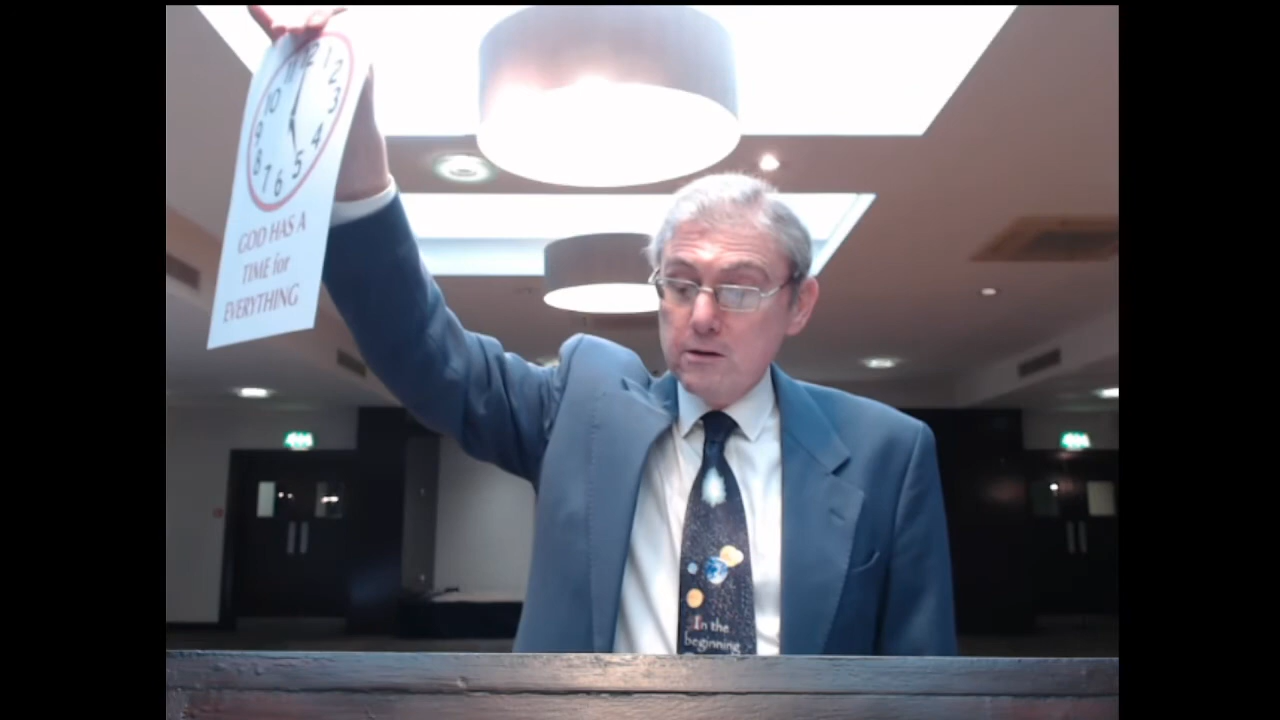 12
11 1
10 2
9 3
8 4
7 6 5
GOD HAS A
TIME for
EVERYTHING
In the
beginning